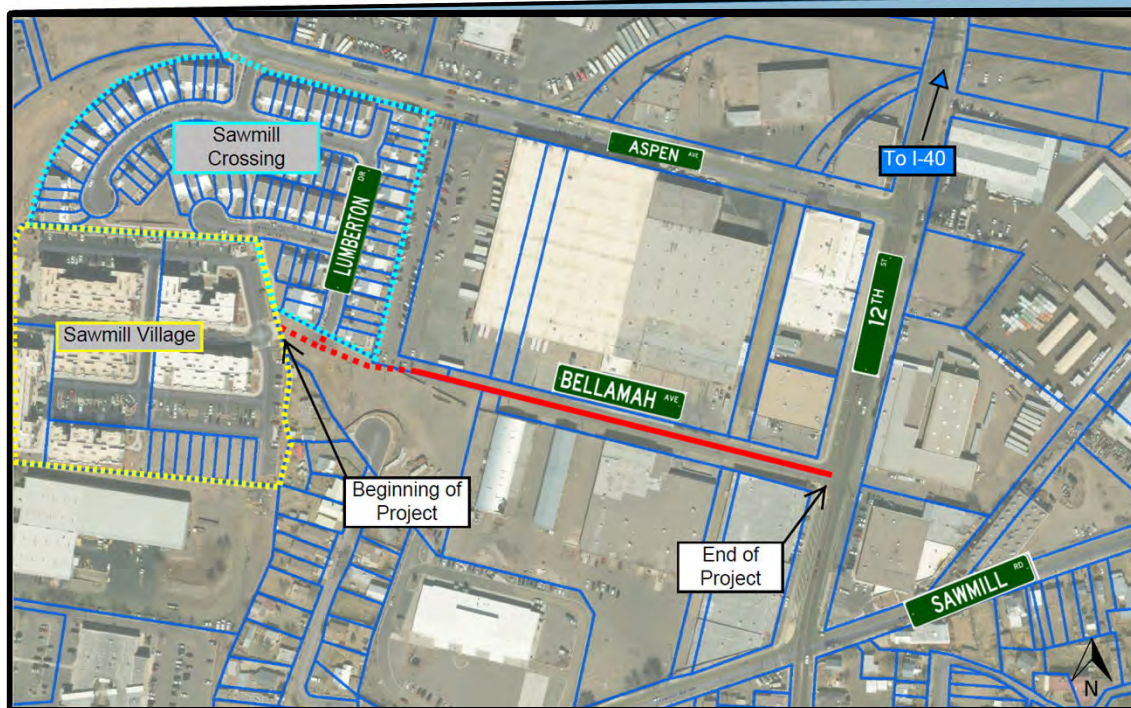 Sawmill
Crossing
ASPEN AVE
To I-40
LUMBERTON DR
12TH ST
Sawmill Village
BELLAMAH AVE
Beginning of
Project
End of
Project
SAWMILL RD
N